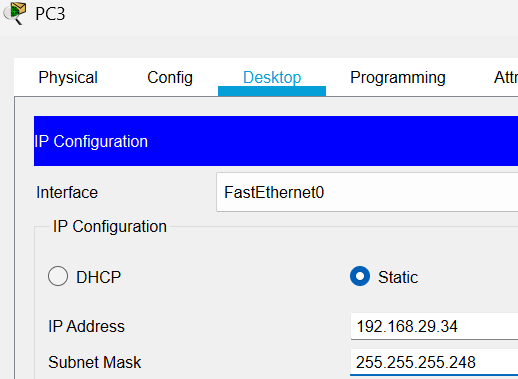 PC3
Physical Config Desktop Programming Attr
IP Configuration
Interface FastEthernet0
IP Configuration
DHCP Static
IP Address 192.168.29.34
Subnet Mask 255.255.255.248